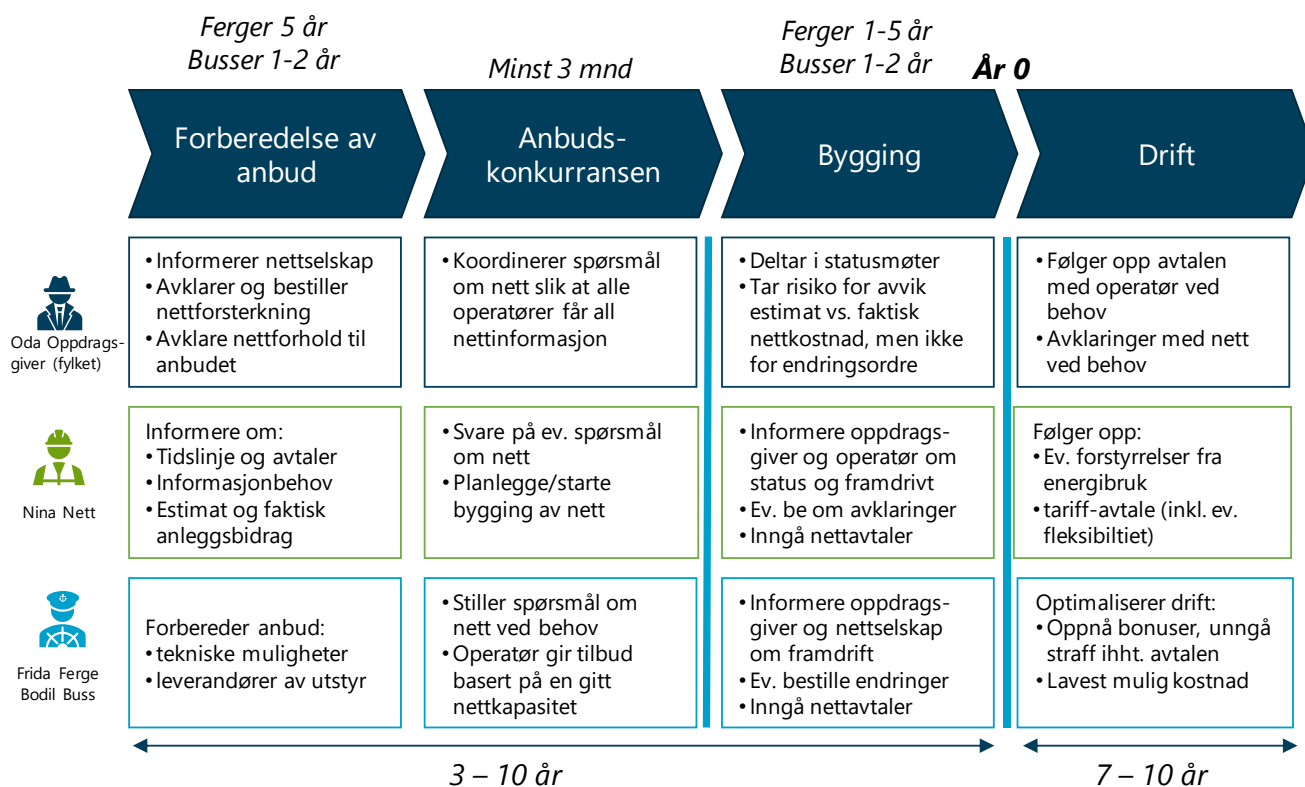 Ferger 5 år
Busser 1-2 år
Minst 3 mnd
Ferger 1-5 år
Busser 1-2 år
År 0
Forberedelse av
anbud
Anbuds-
konkurransen
Bygging
Drift
Oda Oppdrags-
giver (fylket)
• Informerer nettselskap
• Avklarer og bestiller
nettforsterkning
• Avklare nettforhold til
anbudet
• Koordinerer spørsmål
om nett slik at alle
operatører får all
nettinformasjon
• Deltar i statusmøter
• Tar risiko for avvik
estimat vs. faktisk
nettkostnad, men ikke
for endringsordre
• Følger opp avtalen
med operatør ved
behov
• Avklaringer med nett
ved behov
Nina Nett
Informere om:
• Tidslinje og avtaler
• Informasjonbehov
• Estimat og faktisk
anleggsbidrag
• Svare på ev. spørsmål
om nett
• Planlegge/starte
bygging av nett
• Informere oppdrags-
giver og operatør om
status og framdrivt
• Ev. be om avklaringer
• Inngå nettavtaler
Følger opp:
• Ev. forstyrrelser fra
energibruk
• tariff-avtale (inkl. ev.
fleksibiltiet)
Frida Ferge
Bodil Buss
Forbereder anbud:
• tekniske muligheter
• leverandører av utstyr
• Stiller spørsmål om
nett ved behov
• Operatør gir tilbud
basert på en gitt
nettkapasitet
• Informere oppdrags-
giver og nettselskap
om framdrift
• Ev. bestille endringer
• Inngå nettavtaler
Optimaliserer drift:
• Oppnå bonuser, unngå
straff ihht. avtalen
• Lavest mulig kostnad
3 – 10 år
7 – 10 år